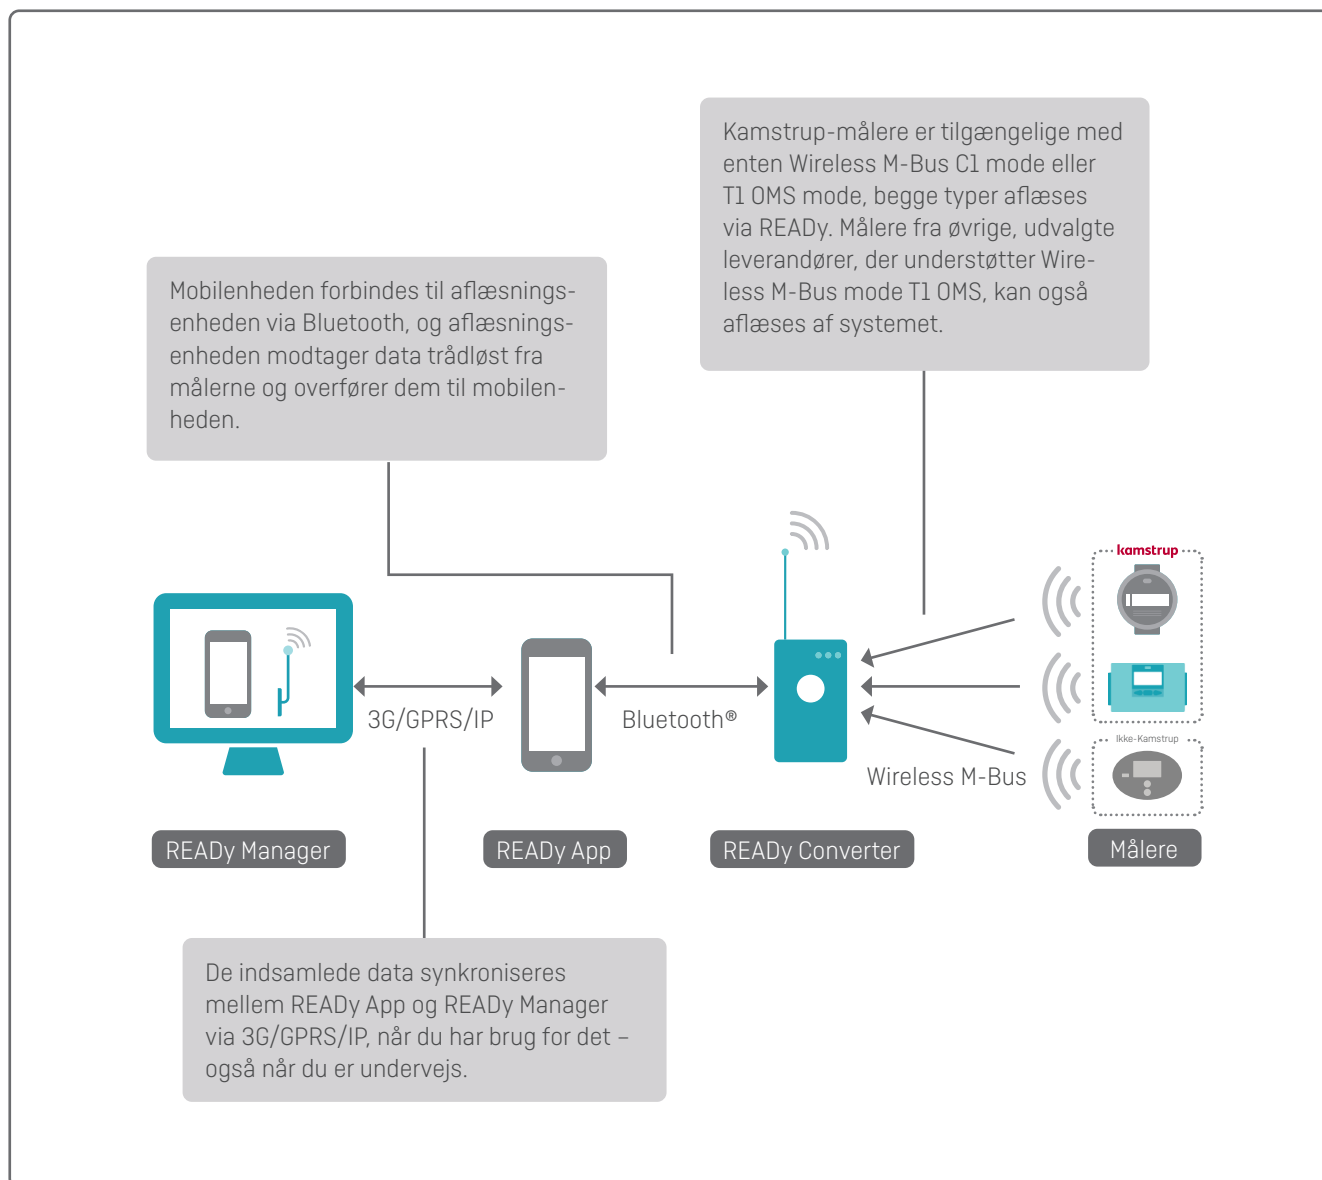 Kamstrup-målere er tilgængelige med
enten Wireless M-Bus C1 mode eller
T1 OMS mode, begge typer aflæses
via READy. Målere fra øvrige, udvalgte
leverandører, der understøtter Wire-
less M-Bus mode T1 OMS, kan også
aflæses af systemet.
Mobilenheden forbindes til aflæsnings-
enheden via Bluetooth, og aflæsnings-
enheden modtager data trådløst fra
målerne og overfører dem til mobilen-
heden.
kamstrup
3G/GPRS/IP
Bluetooth®
Ikke-Kamstrup
Wireless M-Bus
READy Manager
READy App
READy Converter
Målere
De indsamlede data synkroniseres
mellem READy App og READy Manager
via 3G/GPRS/IP, når du har brug for det –
også når du er undervejs.